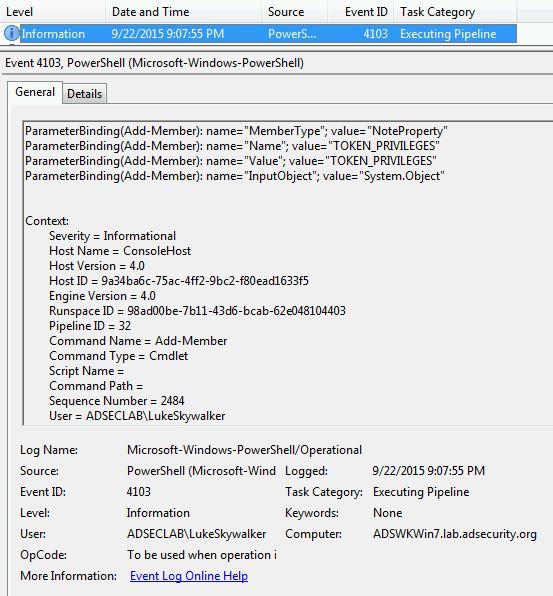 Level Date and Time Source Event ID Task Category
Information 9/22/2015 9:07:55 PM PowerS... 4103 Executing Pipeline
Event 4103, PowerShell (Microsoft-Windows-PowerShell)
General Details
ParameterBinding(Add-Member): name="MemberType"; value="NoteProperty"
ParameterBinding(Add-Member): name="Name"; value="TOKEN_PRIVILEGES"
ParameterBinding(Add-Member): name="Value"; value="TOKEN_PRIVILEGES"
ParameterBinding(Add-Member): name="InputObject"; value="System.Object"
Context:
Severity = Informational
Host Name = ConsoleHost
Host Version = 4.0
Host ID = 9a34ba6c-75ac-4ff2-9bc2-f80ead1633f5
Engine Version = 4.0
Runspace ID = 98ad00be-7b11-43d6-bcab-62e048104403
Pipeline ID = 32
Command Name = Add-Member
Command Type = Cmdlet
Script Name =
Command Path =
Sequence Number = 2484
User = ADSECLAB\LukeSkywalker
Log Name: Microsoft-Windows-PowerShell/Operational
Source: PowerShell (Microsoft-Wind Logged: 9/22/2015 9:07:55 PM
Event ID: 4103 Task Category: Executing Pipeline
Level: Information Keywords: None
User: ADSECLAB\LukeSkywalker Computer: ADSWKWin7.lab.adsecurity.org
OpCode: To be used when operation i
More Information: Event Log Online Help